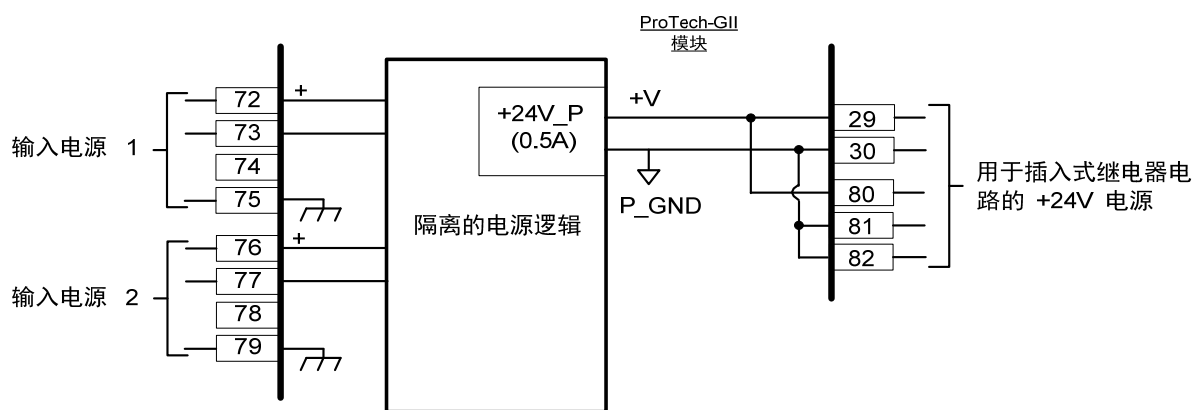 ProTech-GII
模块
输入电源 1
72
+
73
74
75
输入电源 2
76
+
77
78
79
+24V_P
(0.5A)
隔离的电源逻辑
+V
P_GND
29
30
80
81
82
用于插入式继电器电
路的 +24V 电源